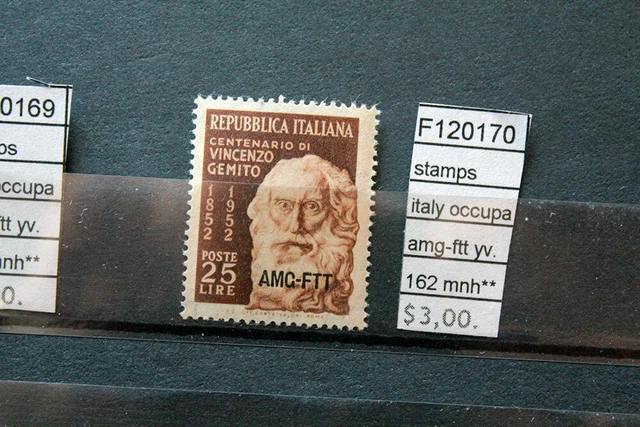 0169
ps
occupa
ftt yv.
mnh**
0.
REPUBBLICA ITALIANA
CENTENARIO DI
VINCENZO
GEMITO
1852
1952
POSTE
25
LIRE
AMG-FTT
F120170
stamps
italy occupa
amg-ftt yv.
162 mnh**
$3,00.